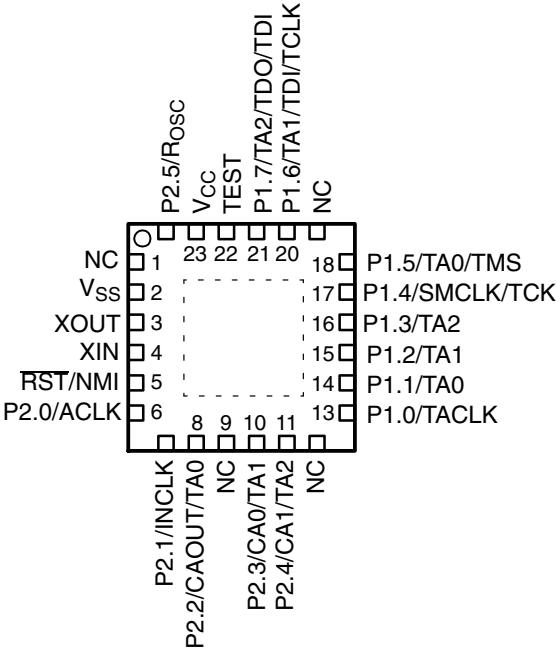 P2.5/ROSC
VCC
TEST
P1.7/TA2/TDO/TDI
P1.6/TA1/TDI/TCLK
NC
23 22 21 20
NC 1
VSS 2
XOUT 3
XIN 4
RST/NMI 5
P2.0/ACLK 6
18 P1.5/TA0/TMS
17 P1.4/SMCLK/TCK
16 P1.3/TA2
15 P1.2/TA1
14 P1.1/TA0
13 P1.0/TACLK
8 9 10 11
P2.1/INCLK
P2.2/CAOUT/TA0
NC
P2.3/CA0/TA1
P2.4/CA1/TA2
NC